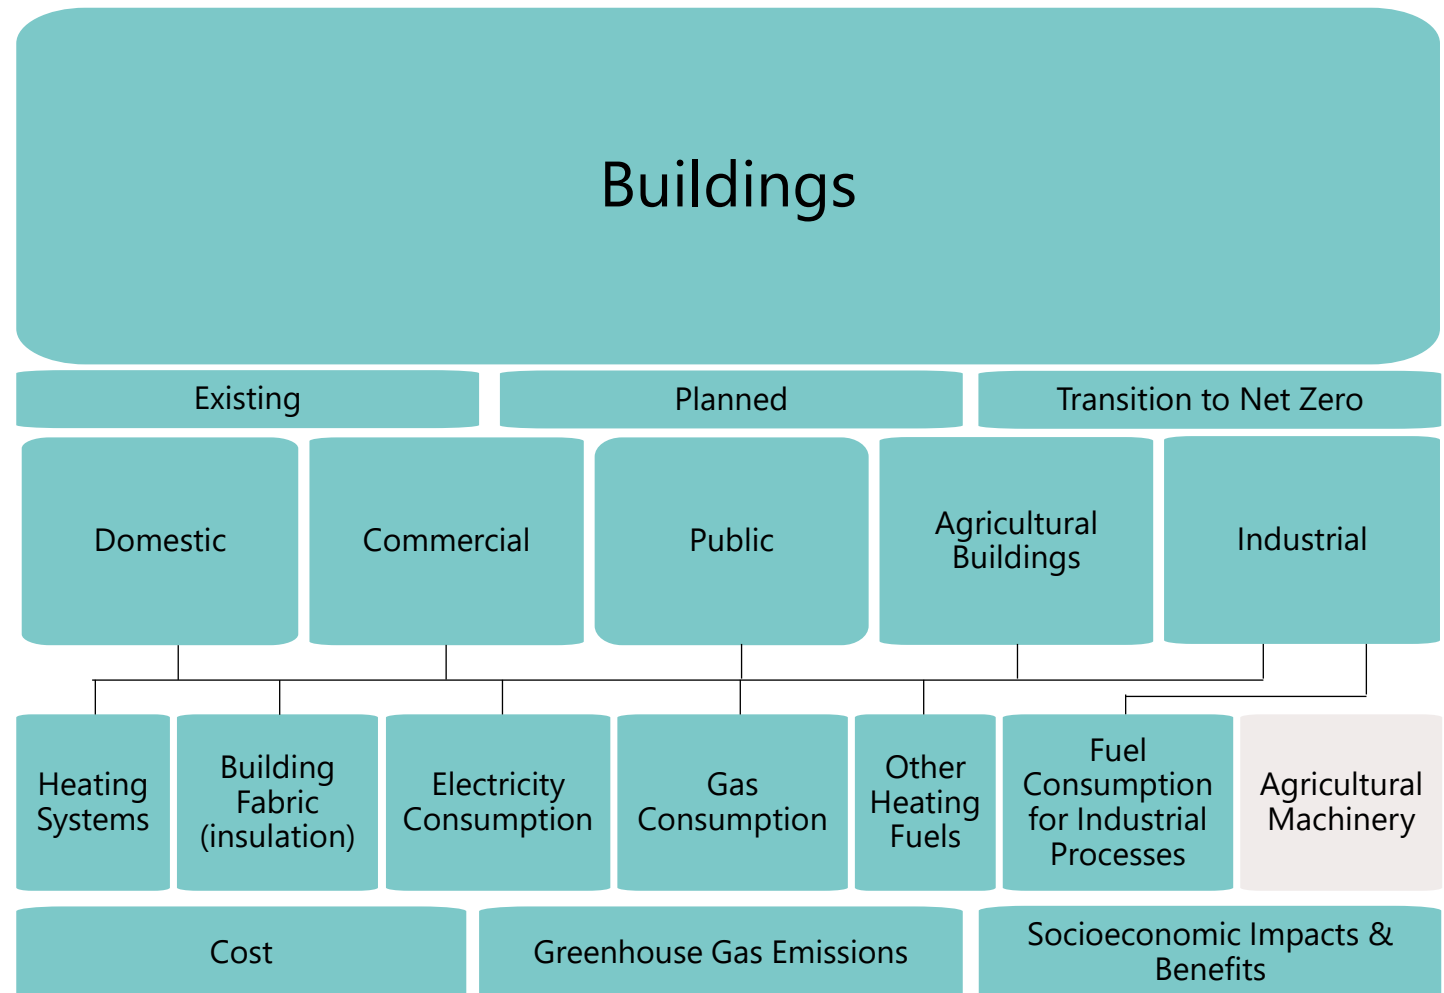 Buildings
Existing
Planned
Transition to Net Zero
Domestic
Commercial
Public
Agricultural
Buildings
Industrial
Heating
Systems
Building
Fabric
(insulation)
Electricity
Consumption
Gas
Consumption
Other
Heating
Fuels
Fuel
Consumption
for Industrial
Processes
Agricultural
Machinery
Cost
Greenhouse Gas Emissions
Socioeconomic Impacts &
Benefits